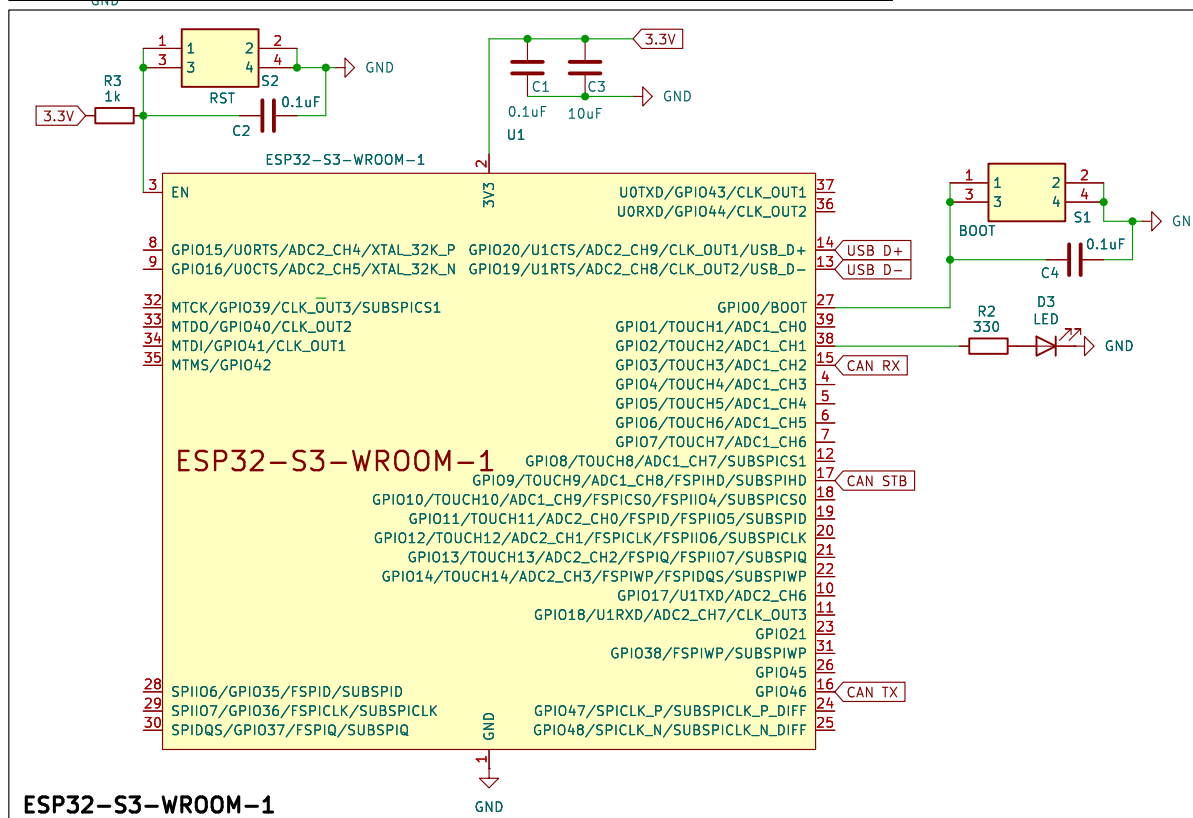 GND
1 1 2 2
3 3 4 4
S2
RST
GND
R3
1k
3.3V
0.1uF
C2
3.3V
C1
C3
0.1uF
10uF
GND
U1
ESP32-S3-WROOM-1
2
3V3
3 EN
8 GPIO15/U0RTS/ADC2_CH4/XTAL_32K_P
9 GPIO16/U0CTS/ADC2_CH5/XTAL_32K_N
32 MTCK/GPIO39/CLK_OUT3/SUBSPICS1
33 MTDO/GPIO40/CLK_OUT2
34 MTDI/GPIO41/CLK_OUT1
35 MTMS/GPIO42
ESP32-S3-WROOM-1
28 SPIIO6/GPIO35/FSPID/SUBSPID
29 SPIIO7/GPIO36/FSPICLK/SUBSPICLK
30 SPIDQS/GPIO37/FSPIQ/SUBSPIQ
U0TXD/GPIO43/CLK_OUT1 37
U0RXD/GPIO44/CLK_OUT2 36
GPIO20/U1CTS/ADC2_CH9/CLK_OUT1/USB_D+ 14 USB D+
GPIO19/U1RTS/ADC2_CH8/CLK_OUT2/USB_D- 13 USB D-
GPIO0/BOOT 27
GPIO1/TOUCH1/ADC1_CH0 39
GPIO2/TOUCH2/ADC1_CH1 38
GPIO3/TOUCH3/ADC1_CH2 15 CAN RX
GPIO4/TOUCH4/ADC1_CH3 4
GPIO5/TOUCH5/ADC1_CH4 5
GPIO6/TOUCH6/ADC1_CH5 6
GPIO7/TOUCH7/ADC1_CH6 7
GPIO8/TOUCH8/ADC1_CH7/SUBSPICS1 12
GPIO9/TOUCH9/ADC1_CH8/FSPIHD/SUBSPIHD 17 CAN STB
GPIO10/TOUCH10/ADC1_CH9/FSPICS0/FSPIIO4/SUBSPICS0 18
GPIO11/TOUCH11/ADC2_CH0/FSPID/FSPIIO5/SUBSPID 19
GPIO12/TOUCH12/ADC2_CH1/FSPICLK/FSPIIO6/SUBSPICLK 20
GPIO13/TOUCH13/ADC2_CH2/FSPIQ/FSPIIO7/SUBSPIQ 21
GPIO14/TOUCH14/ADC2_CH3/FSPIWP/FSPIDQS/SUBSPIWP 22
GPIO17/U1TXD/ADC2_CH6 10
GPIO18/U1RXD/ADC2_CH7/CLK_OUT3 11
GPIO21 23
GPIO38/FSPIWP/SUBSPIWP 31
GPIO45 26
GPIO46 16 CAN TX
GPIO47/SPICLK_P/SUBSPICLK_P_DIFF 24
GPIO48/SPICLK_N/SUBSPICLK_N_DIFF 25
GND
1
GND
1 1 2 2
3 3 4 4
S1
BOOT
GN
0.1uF
C4
R2
330
D3
LED
GND
ESP32-S3-WROOM-1